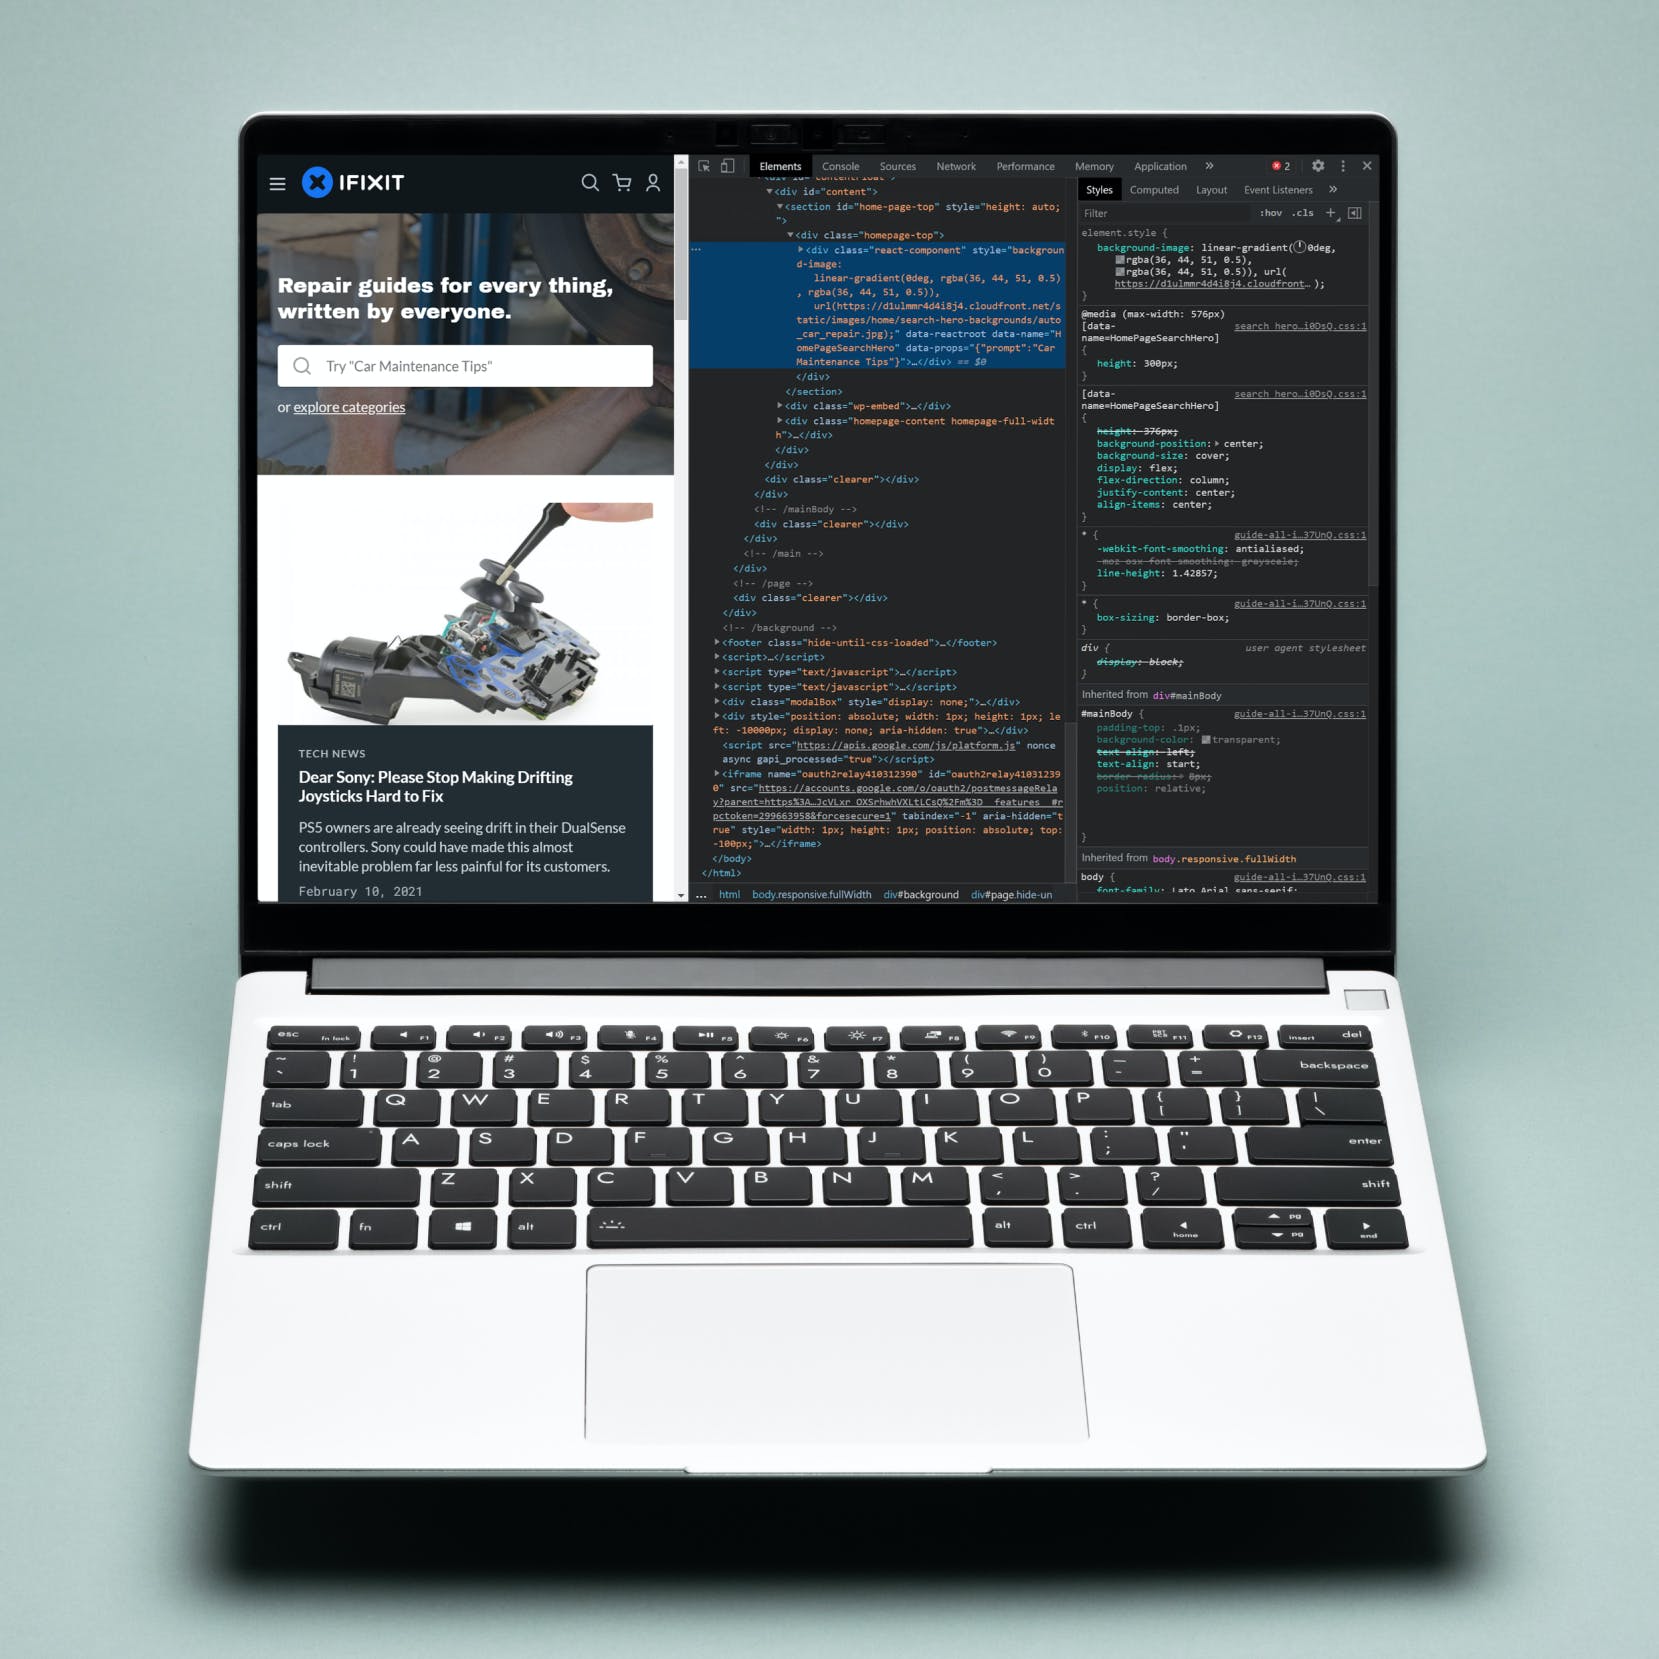 IFIXIT
Repair guides for every thing,
written by everyone.
Try "Car Maintenance Tips"
or explore categories
TECH NEWS
Dear Sony: Please Stop Making Drifting
Joysticks Hard to Fix
PS5 owners are already seeing drift in their DualSense
controllers. Sony could have made this almost
inevitable problem far less painful for its customers.
February 10, 2021
Elements Console Sources Network Performance Memory Application » 2
<div id="content">
<section id="home-page-top" style="height: auto;
">
<div class="homepage-top">
<div class="react-component" style="backgroun
d-image:
linear-gradient(0deg, rgba(36, 44, 51, 0.5)
, rgba(36, 44, 51, 0.5)),
url(https://d1ulmmr4d4i8j4.cloudfront.net/s
tatic/images/home/search-hero-backgrounds/auto
_car_repair.jpg);" data-reactroot data-name="H
omePageSearchHero" data-props="{"prompt":"Car
Maintenance Tips"}">…</div> == $0
</div>
</section>
<div class="wp-embed">…</div>
<div class="homepage-content homepage-full-widt
h">…</div>
</div>
</div>
<div class="clearer"></div>
</div>
<!-- /mainBody -->
<div class="clearer"></div>
</div>
<!-- /main -->
</div>
<!-- /page -->
<div class="clearer"></div>
</div>
<!-- /background -->
<footer class="hide-until-css-loaded">…</footer>
<script>…</script>
<script type="text/javascript">…</script>
<script type="text/javascript">…</script>
<div class="modalBox" style="display: none;">…</div>
<div style="position: absolute; width: 1px; height: 1px; le
ft: -10000px; display: none; aria-hidden: true">…</div>
<script src="https://apis.google.com/js/platform.js" nonce
async gapi_processed="true"></script>
<iframe name="oauth2relay410312390" id="oauth2relay41031239
0" src="https://accounts.google.com/o/oauth2/postmessageRela
y?parent=https%3A…JcVLxr_OXSrhwhVXLtLCsQ%2Fm%3D__features__#r
pctoken=299663958&forcesecure=1" tabindex="-1" aria-hidden="t
rue" style="width: 1px; height: 1px; position: absolute; top:
-100px;">…</iframe>
</body>
</html>
… html body.responsive.fullWidth div#background div#page.hide-un
Styles Computed Layout Event Listeners »
Filter :hov .cls +
element.style {
background-image: linear-gradient(0deg,
rgba(36, 44, 51, 0.5),
rgba(36, 44, 51, 0.5)), url(
https://d1ulmmr4d4i8j4.cloudfront… );
}
@media (max-width: 576px)
[data- search_hero…i0DsQ.css:1
name=HomePageSearchHero]
{
height: 300px;
}
[data- search_hero…i0DsQ.css:1
name=HomePageSearchHero]
{
height: 376px;
background-position: center;
background-size: cover;
display: flex;
flex-direction: column;
justify-content: center;
align-items: center;
}
* { guide-all-i…37UnQ.css:1
-webkit-font-smoothing: antialiased;
-moz-osx-font-smoothing: grayscale;
line-height: 1.42857;
}
* { guide-all-i…37UnQ.css:1
box-sizing: border-box;
}
div { user agent stylesheet
display: block;
}
Inherited from div#mainBody
#mainBody { guide-all-i…37UnQ.css:1
padding-top: .1px;
background-color: transparent;
text-align: left;
text-align: start;
border-radius: 8px;
position: relative;
}
Inherited from body.responsive.fullWidth
body { guide-all-i…37UnQ.css:1
font-family: Lato,Arial,sans-serif;
esc fn lock F1 F2 F3 F4 F5 F6 F7 F8 F9 F10 PRT SCR F11 F12 insert del
~ ` ! 1 @ 2 # 3 $ 4 % 5 ^ 6 & 7 * 8 ( 9 ) 0 — - + = backspace
tab Q W E R T Y U I O P { [ } ] | \
caps lock A S D F G H J K L : ; " ' enter
shift Z X C V B N M < , > . ? / shift
ctrl fn alt alt ctrl home pg pg end